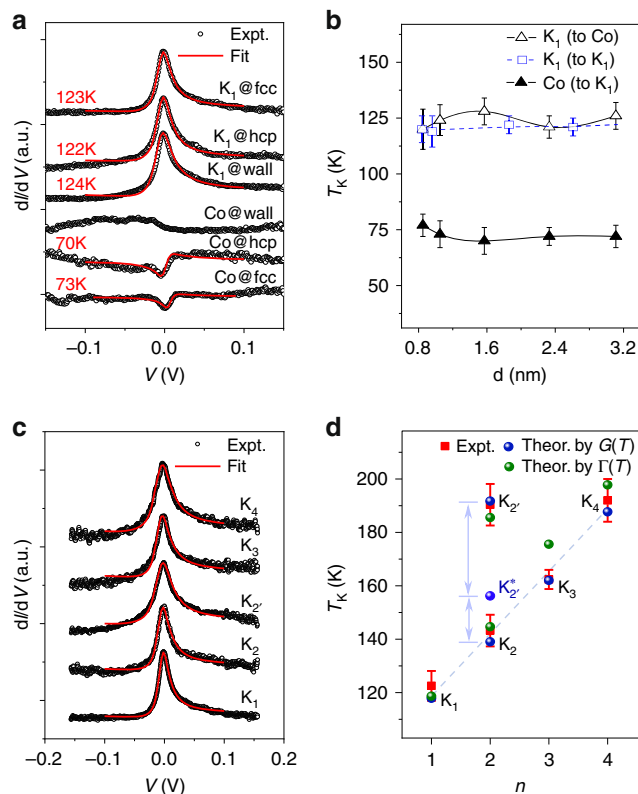 a
Expt.
Fit
123K
K1@fcc
122K
K1@hcp
K1@wall
124K
Co@wall
70K
Co@hcp
73K
Co@fcc
dI/dV (a.u.)
−0.1 0.0 0.1
V (V)
b
K1 (to Co)
K1 (to K1)
Co (to K1)
150
125
100
75
50
TK (K)
0.8 1.6 2.4 3.2
d (nm)
c
Expt.
Fit
K4
K3
K2′
K2
K1
dI/dV (a.u.)
−0.2 −0.1 0.0 0.1 0.2
V (V)
d
Expt. Theor. by G(T)
Theor. by Γ(T)
200
180
160
140
120
TK (K)
K2′
K4
K*2′
K3
K2
K1
1 2 3 4
n